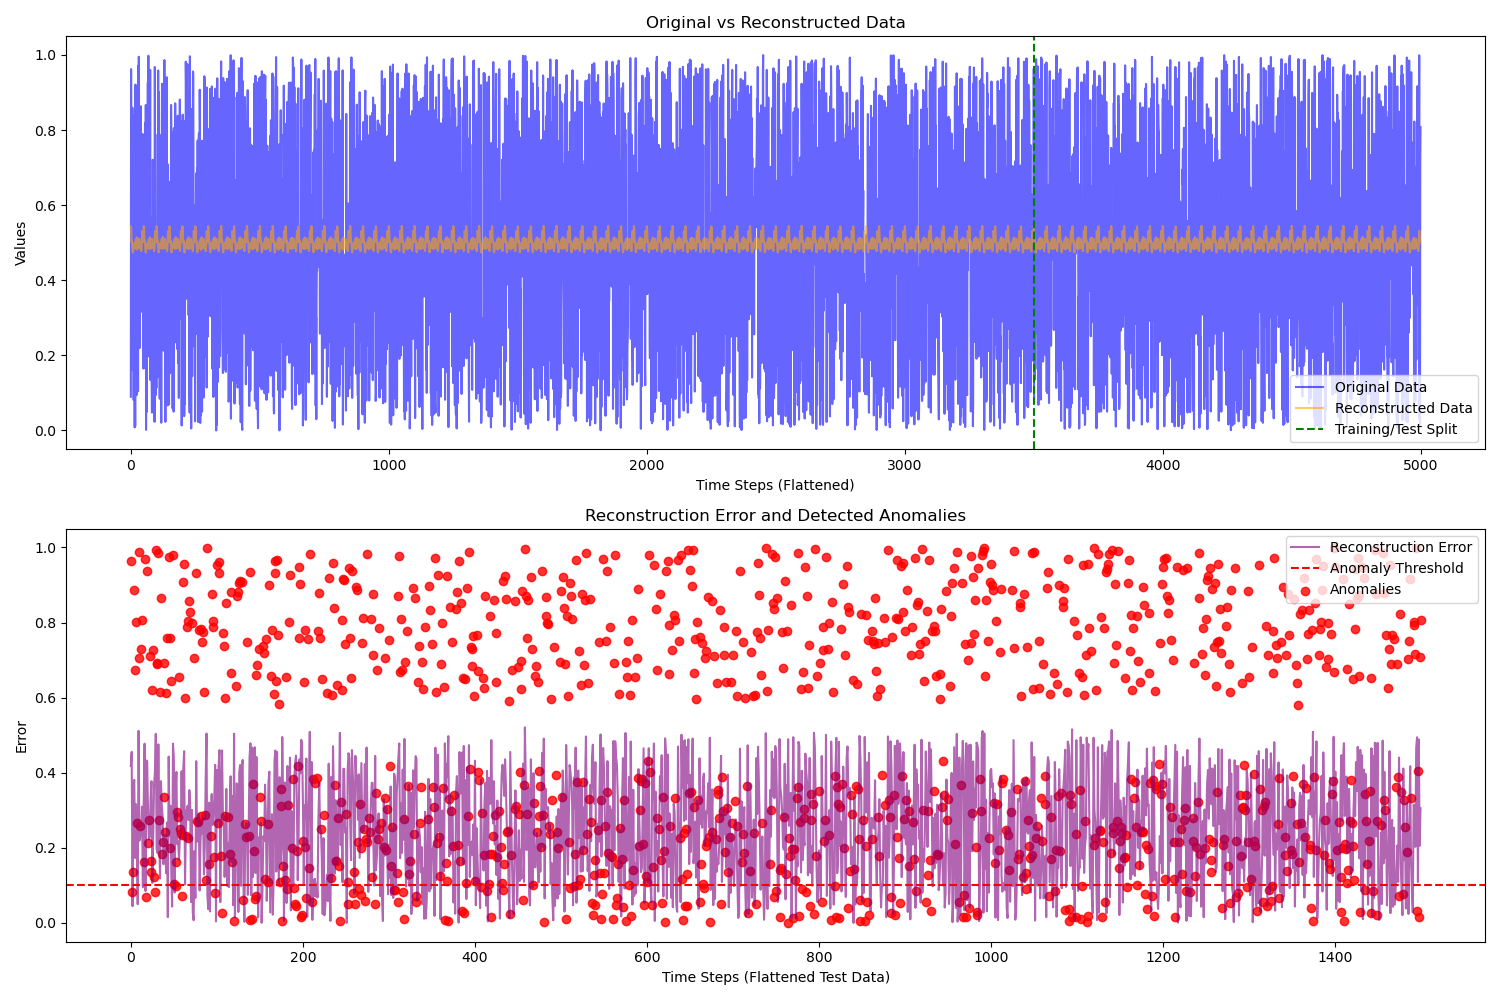 Original vs Reconstructed Data
1.0
0.8
0.6
0.4
0.2
0.0
Values
Original Data
Reconstructed Data
Training/Test Split
0 1000 2000 3000 4000 5000
Time Steps (Flattened)
Reconstruction Error and Detected Anomalies
1.0
0.8
0.6
0.4
0.2
0.0
Error
Reconstruction Error
Anomaly Threshold
Anomalies
0 200 400 600 800 1000 1200 1400
Time Steps (Flattened Test Data)